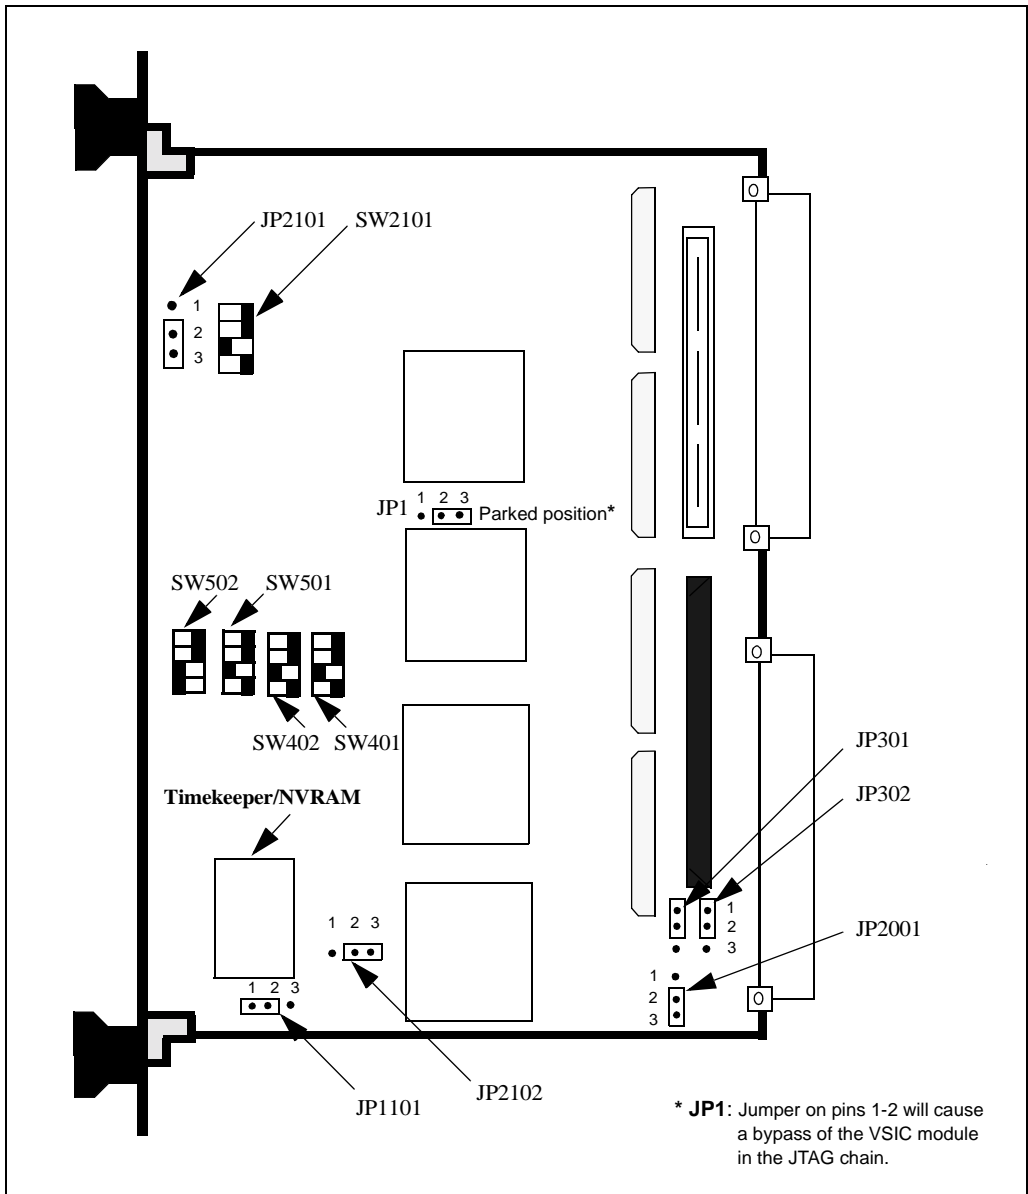 JP2101 SW2101
1
2
3
1 2 3
JP1 Parked position*
SW502 SW501
SW402 SW401
JP301
Timekeeper/NVRAM
JP302
1
2
3
1 2 3
JP2001
1
2
3
1 2 3
JP2102
JP1101
* JP1: Jumper on pins 1-2 will cause
a bypass of the VSIC module
in the JTAG chain.